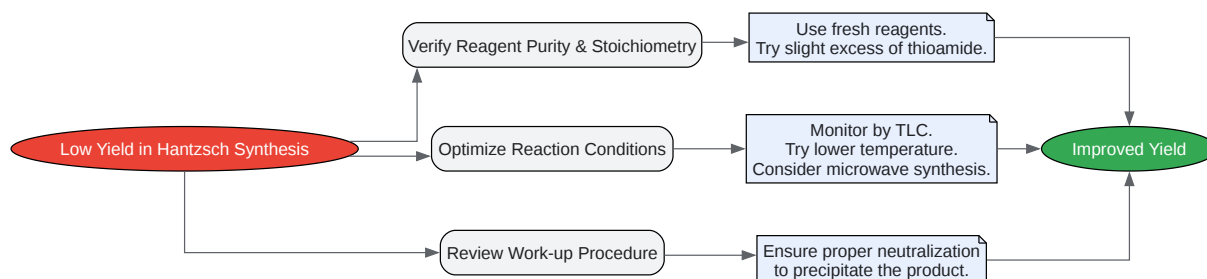 Verify Reagent Purity & Stoichiometry
Use fresh reagents.
Try slight excess of thioamide.
Low Yield in Hantzsch Synthesis
Optimize Reaction Conditions
Monitor by TLC.
Try lower temperature.
Consider microwave synthesis.
Improved Yield
Review Work-up Procedure
Ensure proper neutralization
to precipitate the product.